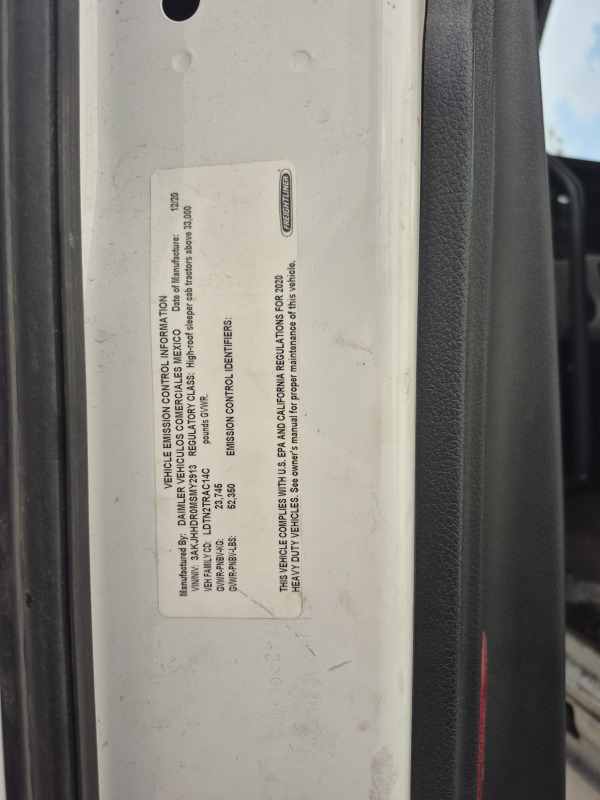 VEHICLE EMISSION CONTROL INFORMATION
Manufactured By: DAIMLER VEHICULOS COMERCIALES MEXICO Date of Manufacture: 12/20
VIN/NIV: 3AKJHHDR0MSMY2913 REGULATORY CLASS: High-roof sleeper cab tractors above 33,000
VEH FAMILY CD: LDTN2TRAC14C pounds GVWR.
GVWR-PNBV-KG: 23,745
GVWR-PNBV-LBS: 52,350 EMISSION CONTROL IDENTIFIERS:
THIS VEHICLE COMPLIES WITH U.S. EPA AND CALIFORNIA REGULATIONS FOR 2020
HEAVY DUTY VEHICLES. See owner's manual for proper maintenance of this vehicle.
FREIGHTLINER